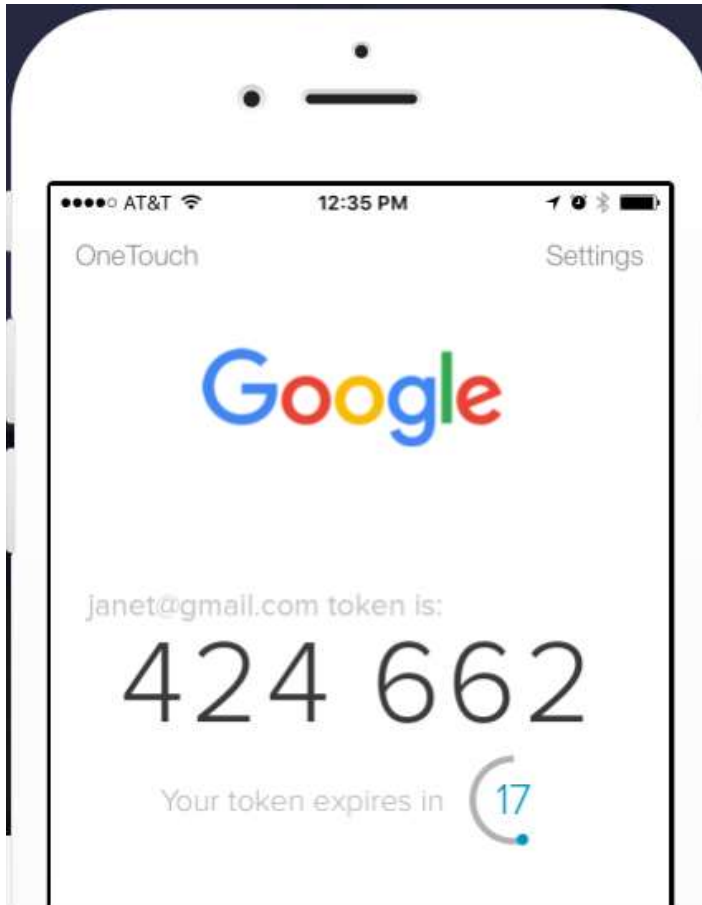 AT&T 12:35 PM
OneTouch Settings
Google
janet@gmail.com token is:
424 662
Your token expires in 17